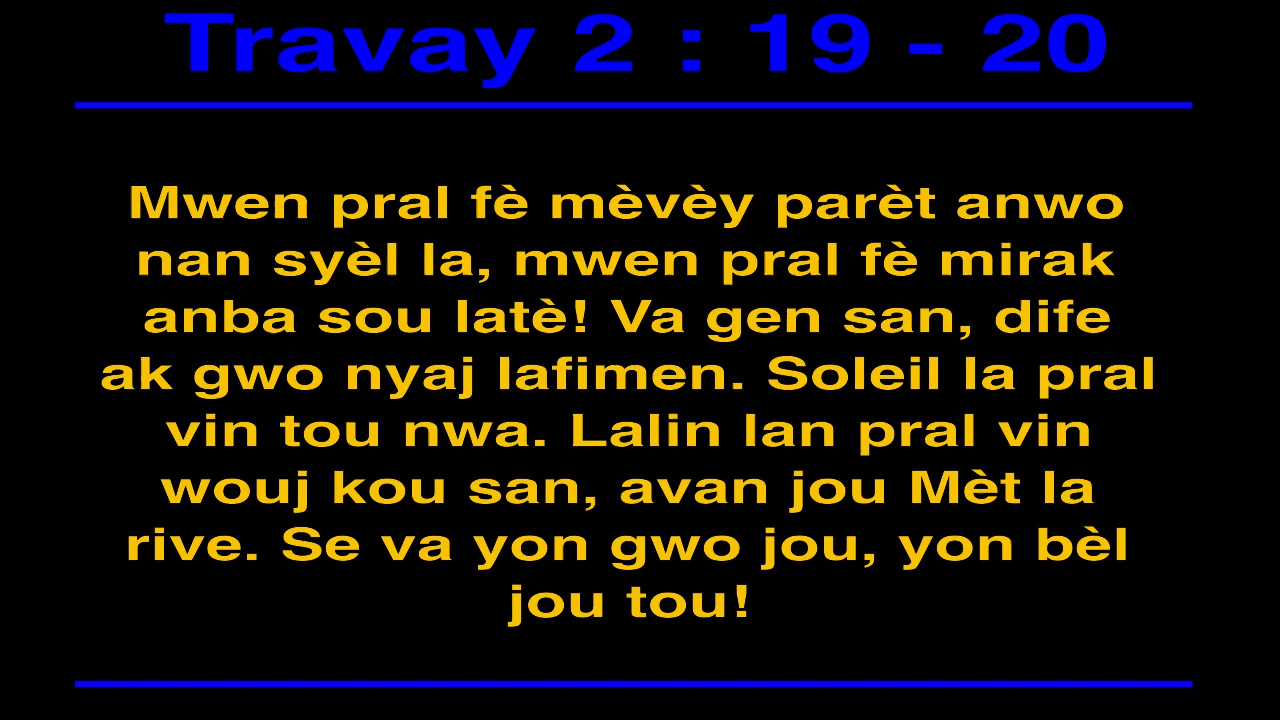 Travay 2 : 19 - 20
Mwen pral fè mèvèy parèt anwo
nan syèl la, mwen pral fè mirak
anba sou latè! Va gen san, dife
ak gwo nyaj lafimen. Soleil la pral
vin tou nwa. Lalin lan pral vin
wouj kou san, avan jou Mèt la
rive. Se va yon gwo jou, yon bèl
jou tou!